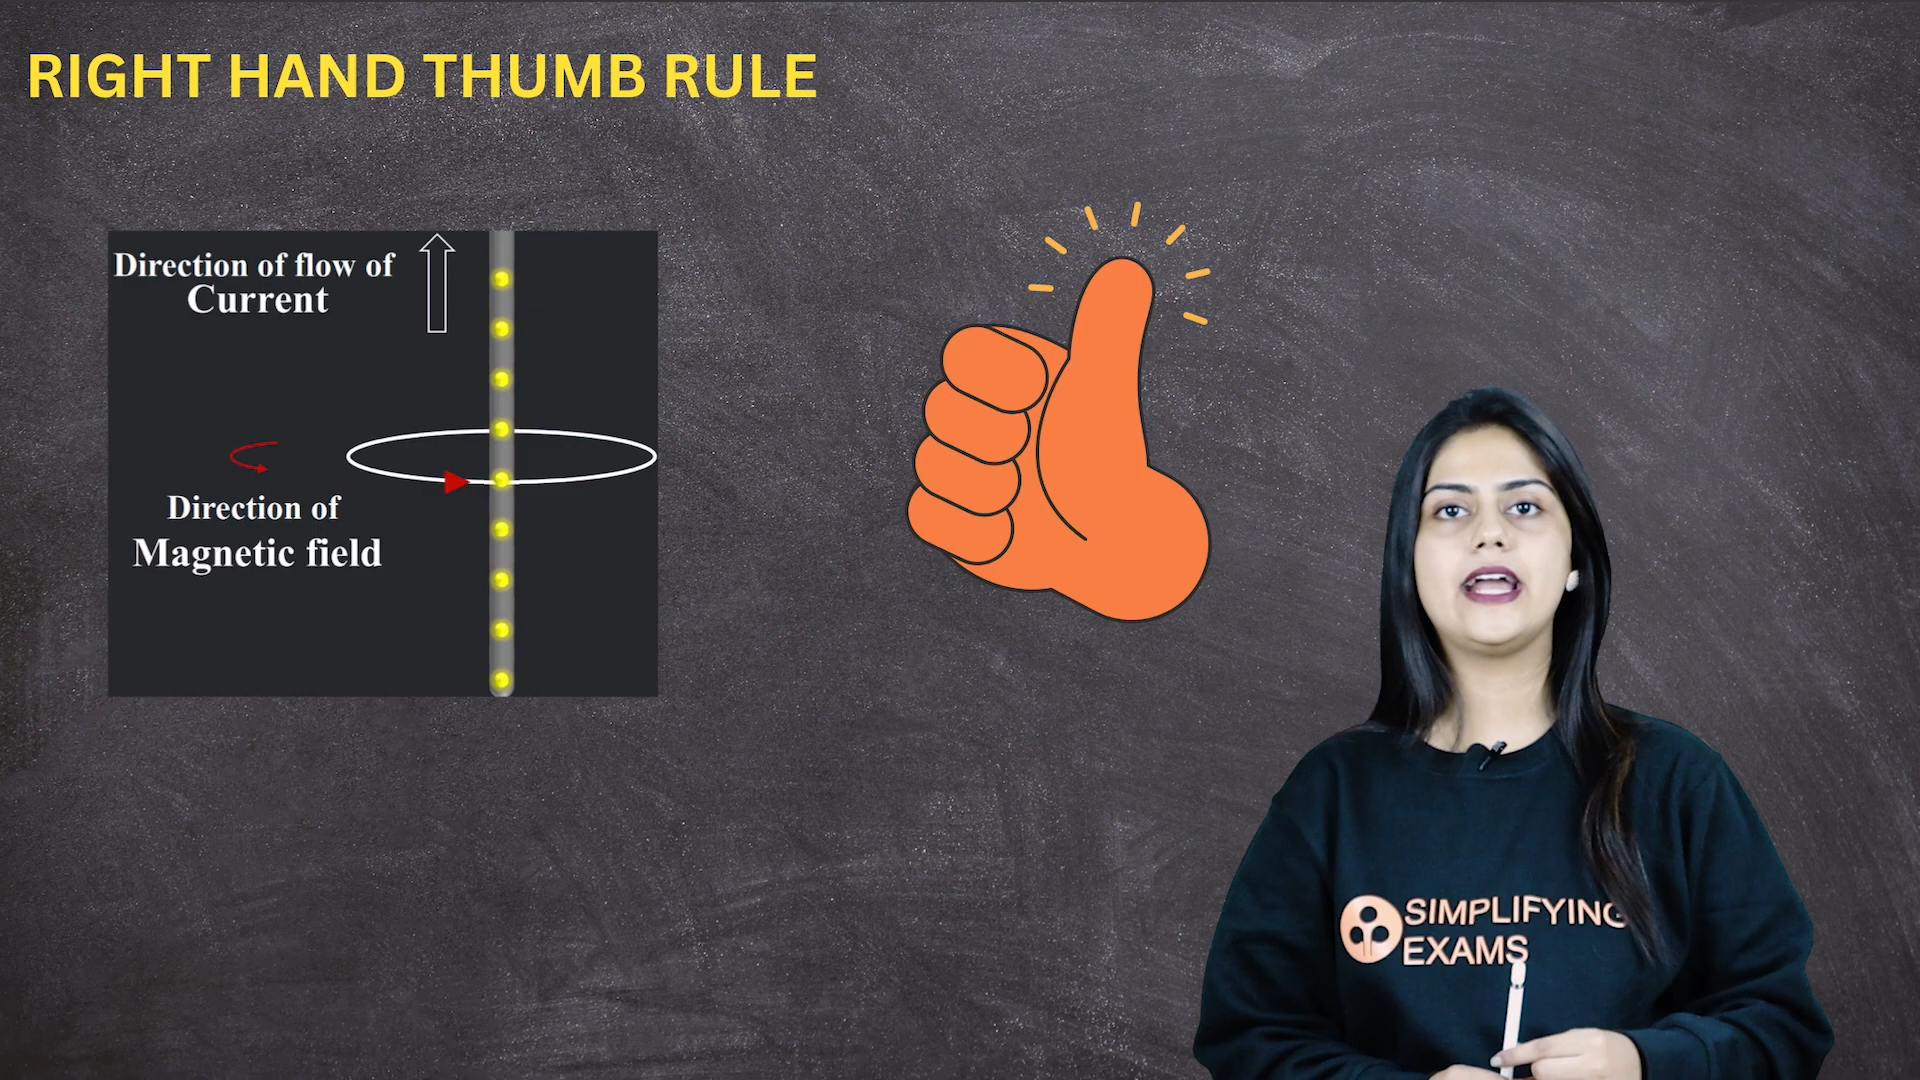 RIGHT HAND THUMB RULE
Direction of flow of
Current
Direction of
Magnetic field
SIMPLIFYING
EXAMS